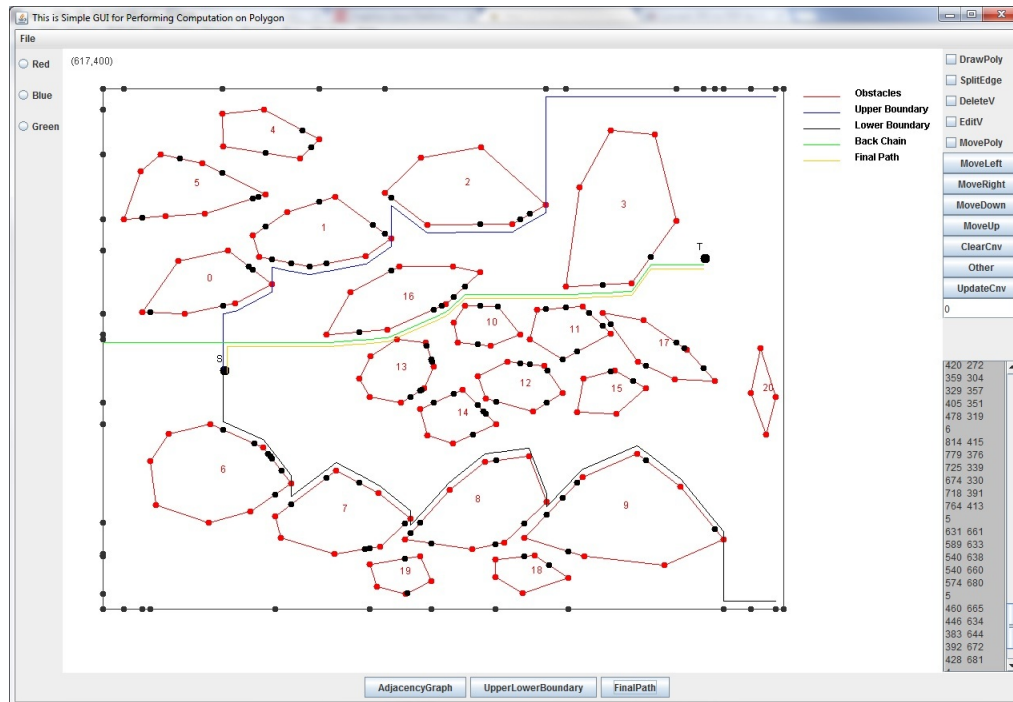 This is Simple GUI for Performing Computation on Polygon
File
Red
Blue
Green
(617,400)
Obstacles
Upper Boundary
Lower Boundary
Back Chain
Final Path
DrawPoly
SplitEdge
DeleteV
EditV
MovePoly
MoveLeft
MoveRight
MoveDown
MoveUp
ClearCnv
Other
UpdateCnv
0
4
5
2
3
1
T
0
16
10
11
17
S
13
12
15
20
14
6
7
8
9
19
18
420 272
359 304
329 357
405 351
478 319
6
814 415
779 376
725 339
674 330
718 391
764 413
5
631 661
589 633
540 638
540 660
574 680
5
460 665
446 634
383 644
392 672
428 681
AdjacencyGraph
UpperLowerBoundary
FinalPath